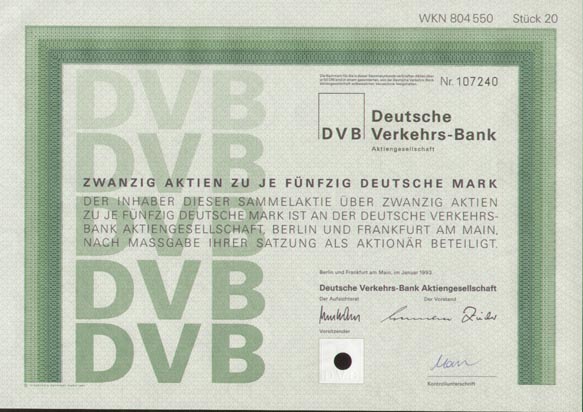 WKN 804 550 Stück 20
Nr. 107240
DVB
DVB
DVB
DVB
DVB
DVB
Deutsche
Verkehrs-Bank
Aktiengesellschaft
ZWANZIG AKTIEN ZU JE FÜNFZIG DEUTSCHE MARK
DER INHABER DIESER SAMMELAKTIE ÜBER ZWANZIG AKTIEN
ZU JE FÜNFZIG DEUTSCHE MARK IST AN DER DEUTSCHE VERKEHRS-
BANK AKTIENGESELLSCHAFT, BERLIN UND FRANKFURT AM MAIN,
NACH MASSGABE IHRER SATZUNG ALS AKTIONÄR BETEILIGT.
Berlin und Frankfurt am Main, im Januar 1993
Deutsche Verkehrs-Bank Aktiengesellschaft
Der Aufsichtsrat Der Vorstand
Vorsitzender
Kontrollunterschrift